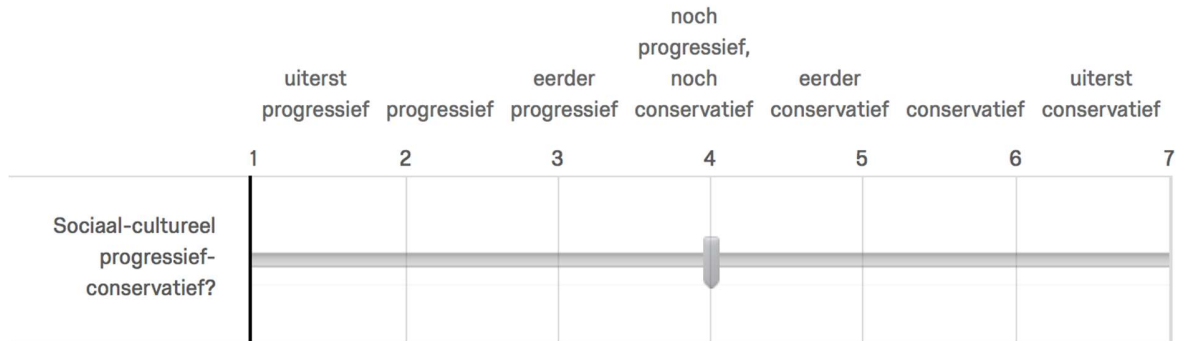 noch
progressief,
uiterst eerder noch eerder uiterst
progressief progressief progressief conservatief conservatief conservatief conservatief
1 2 3 4 5 6 7
Sociaal-cultureel
progressief-
conservatief?